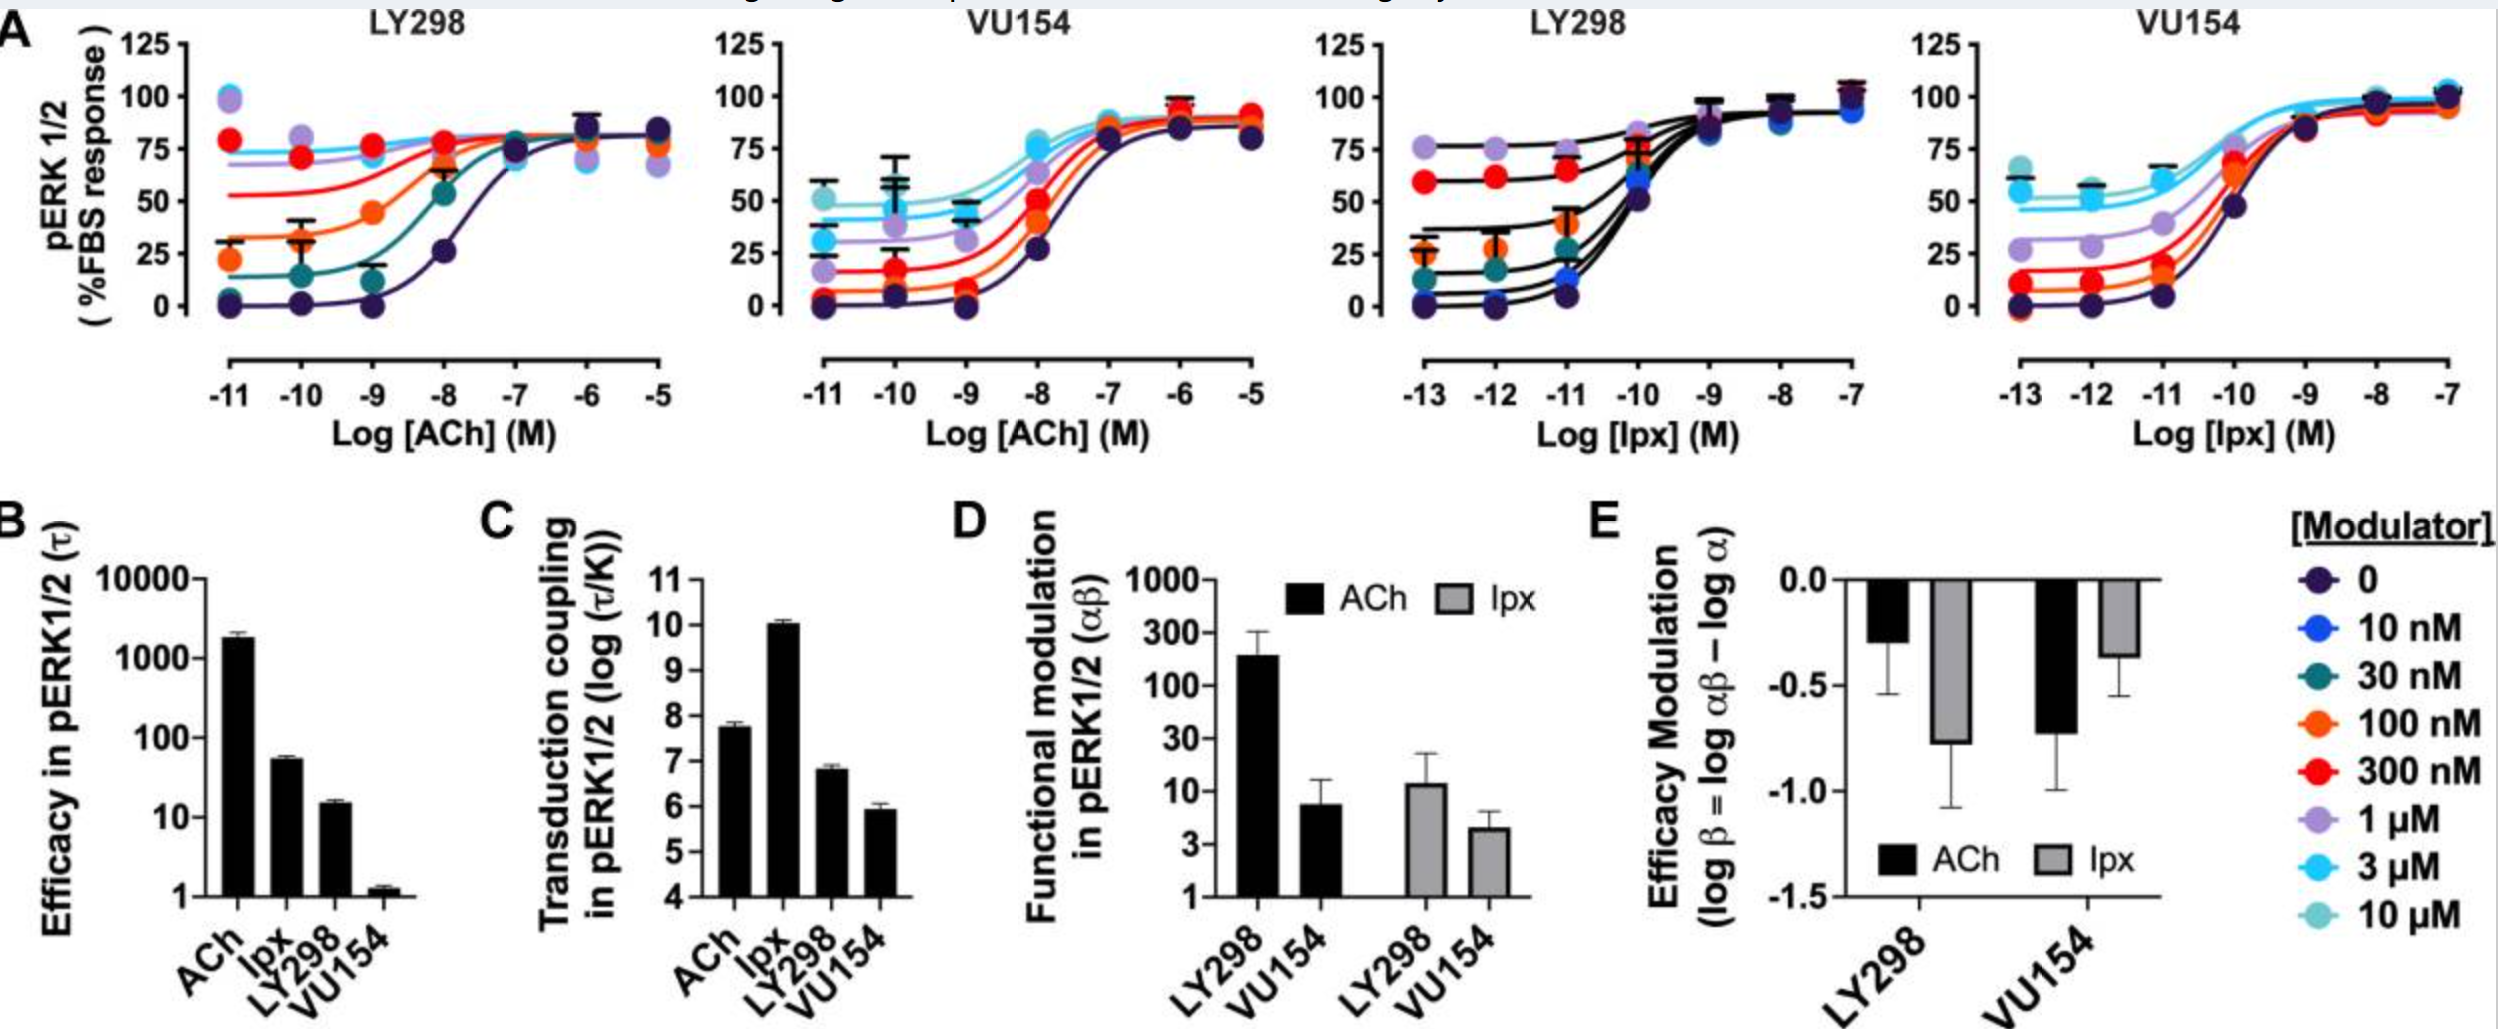 A
LY298
VU154
LY298
VU154
pERK 1/2
( %FBS response )
125
100
75
50
25
0
-11 -10 -9 -8 -7 -6 -5
Log [ACh] (M)
125
100
75
50
25
0
-11 -10 -9 -8 -7 -6 -5
Log [ACh] (M)
125
100
75
50
25
0
-13 -12 -11 -10 -9 -8 -7
Log [Ipx] (M)
125
100
75
50
25
0
-13 -12 -11 -10 -9 -8 -7
Log [Ipx] (M)
B
Efficacy in pERK1/2 (τ)
10000
1000
100
10
1
ACh
Ipx
LY298
VU154
C
Transduction coupling
in pERK1/2 (log (τ/K))
11
10
9
8
7
6
5
4
ACh
Ipx
LY298
VU154
D
Functional modulation
in pERK1/2 (αβ)
1000
300
100
30
10
3
1
ACh Ipx
LY298
VU154
LY298
VU154
E
Efficacy Modulation
(log β = log αβ – log α)
0.0
-0.5
-1.0
-1.5
ACh Ipx
LY298
VU154
[Modulator]
0
10 nM
30 nM
100 nM
300 nM
1 µM
3 µM
10 µM